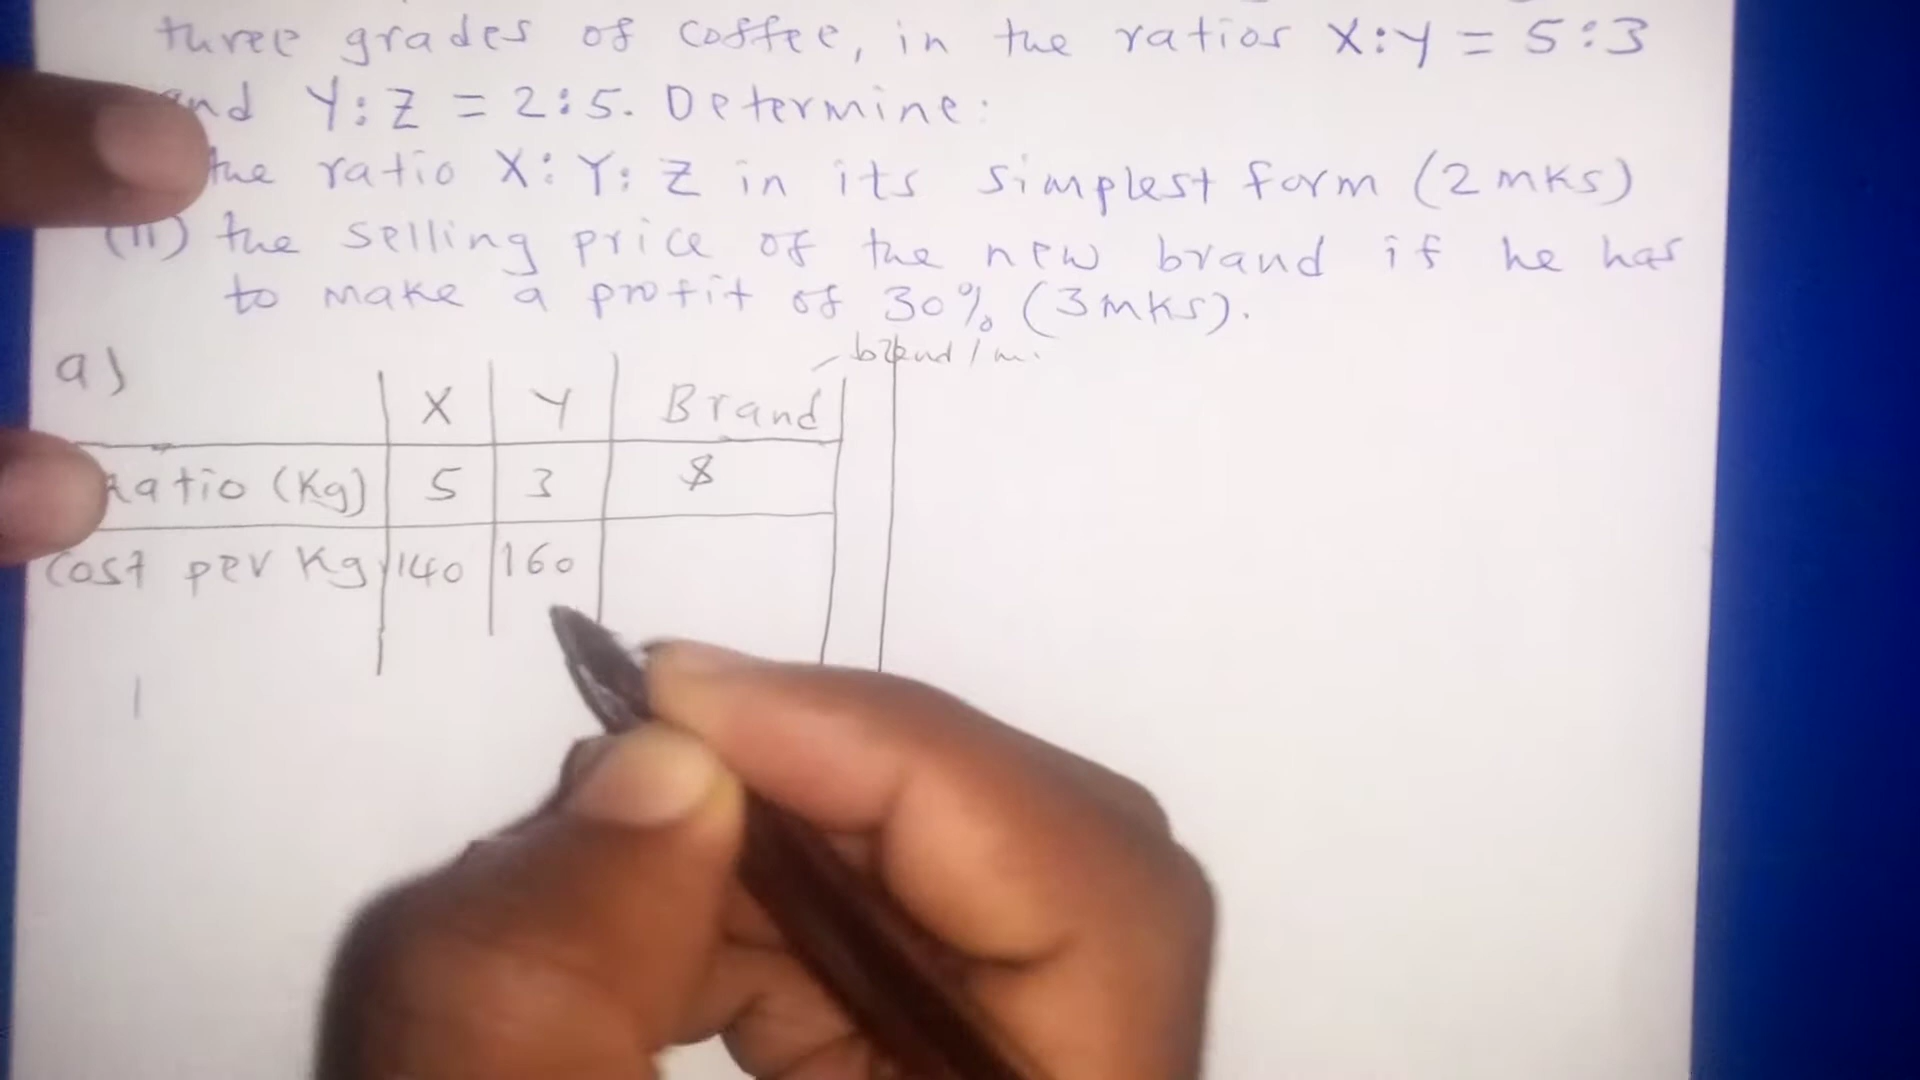 three grades of coffee, in the ratios X:Y = 5:3
and Y:Z = 2:5. Determine:
the ratio X:Y:Z in its simplest form (2mks)
(ii) the selling price of the new brand if he has
to make a profit of 30% (3mks).
a)
X Y Brand
Ratio (Kg) 5 3 8
Cost per Kg 140 160